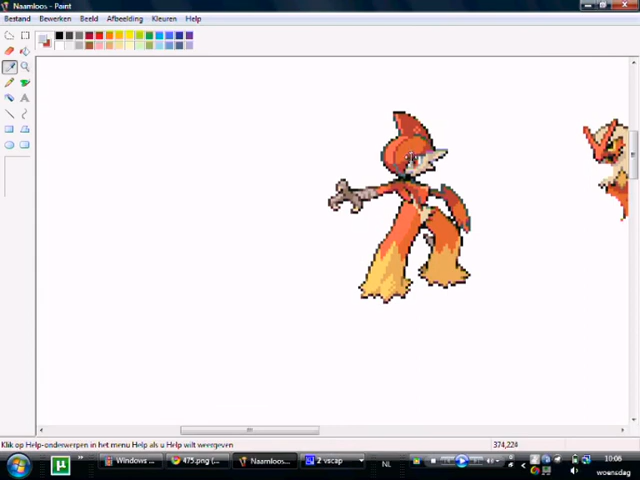 Naamloos - Paint
Bestand Bewerken Beeld Afbeelding Kleuren Help
Klik op Help-onderwerpen in het menu Help als u Help wilt weergeven 374,224
Windows ... 475.png (... Naamloos... 2 vscap NL 10:06
woensdag